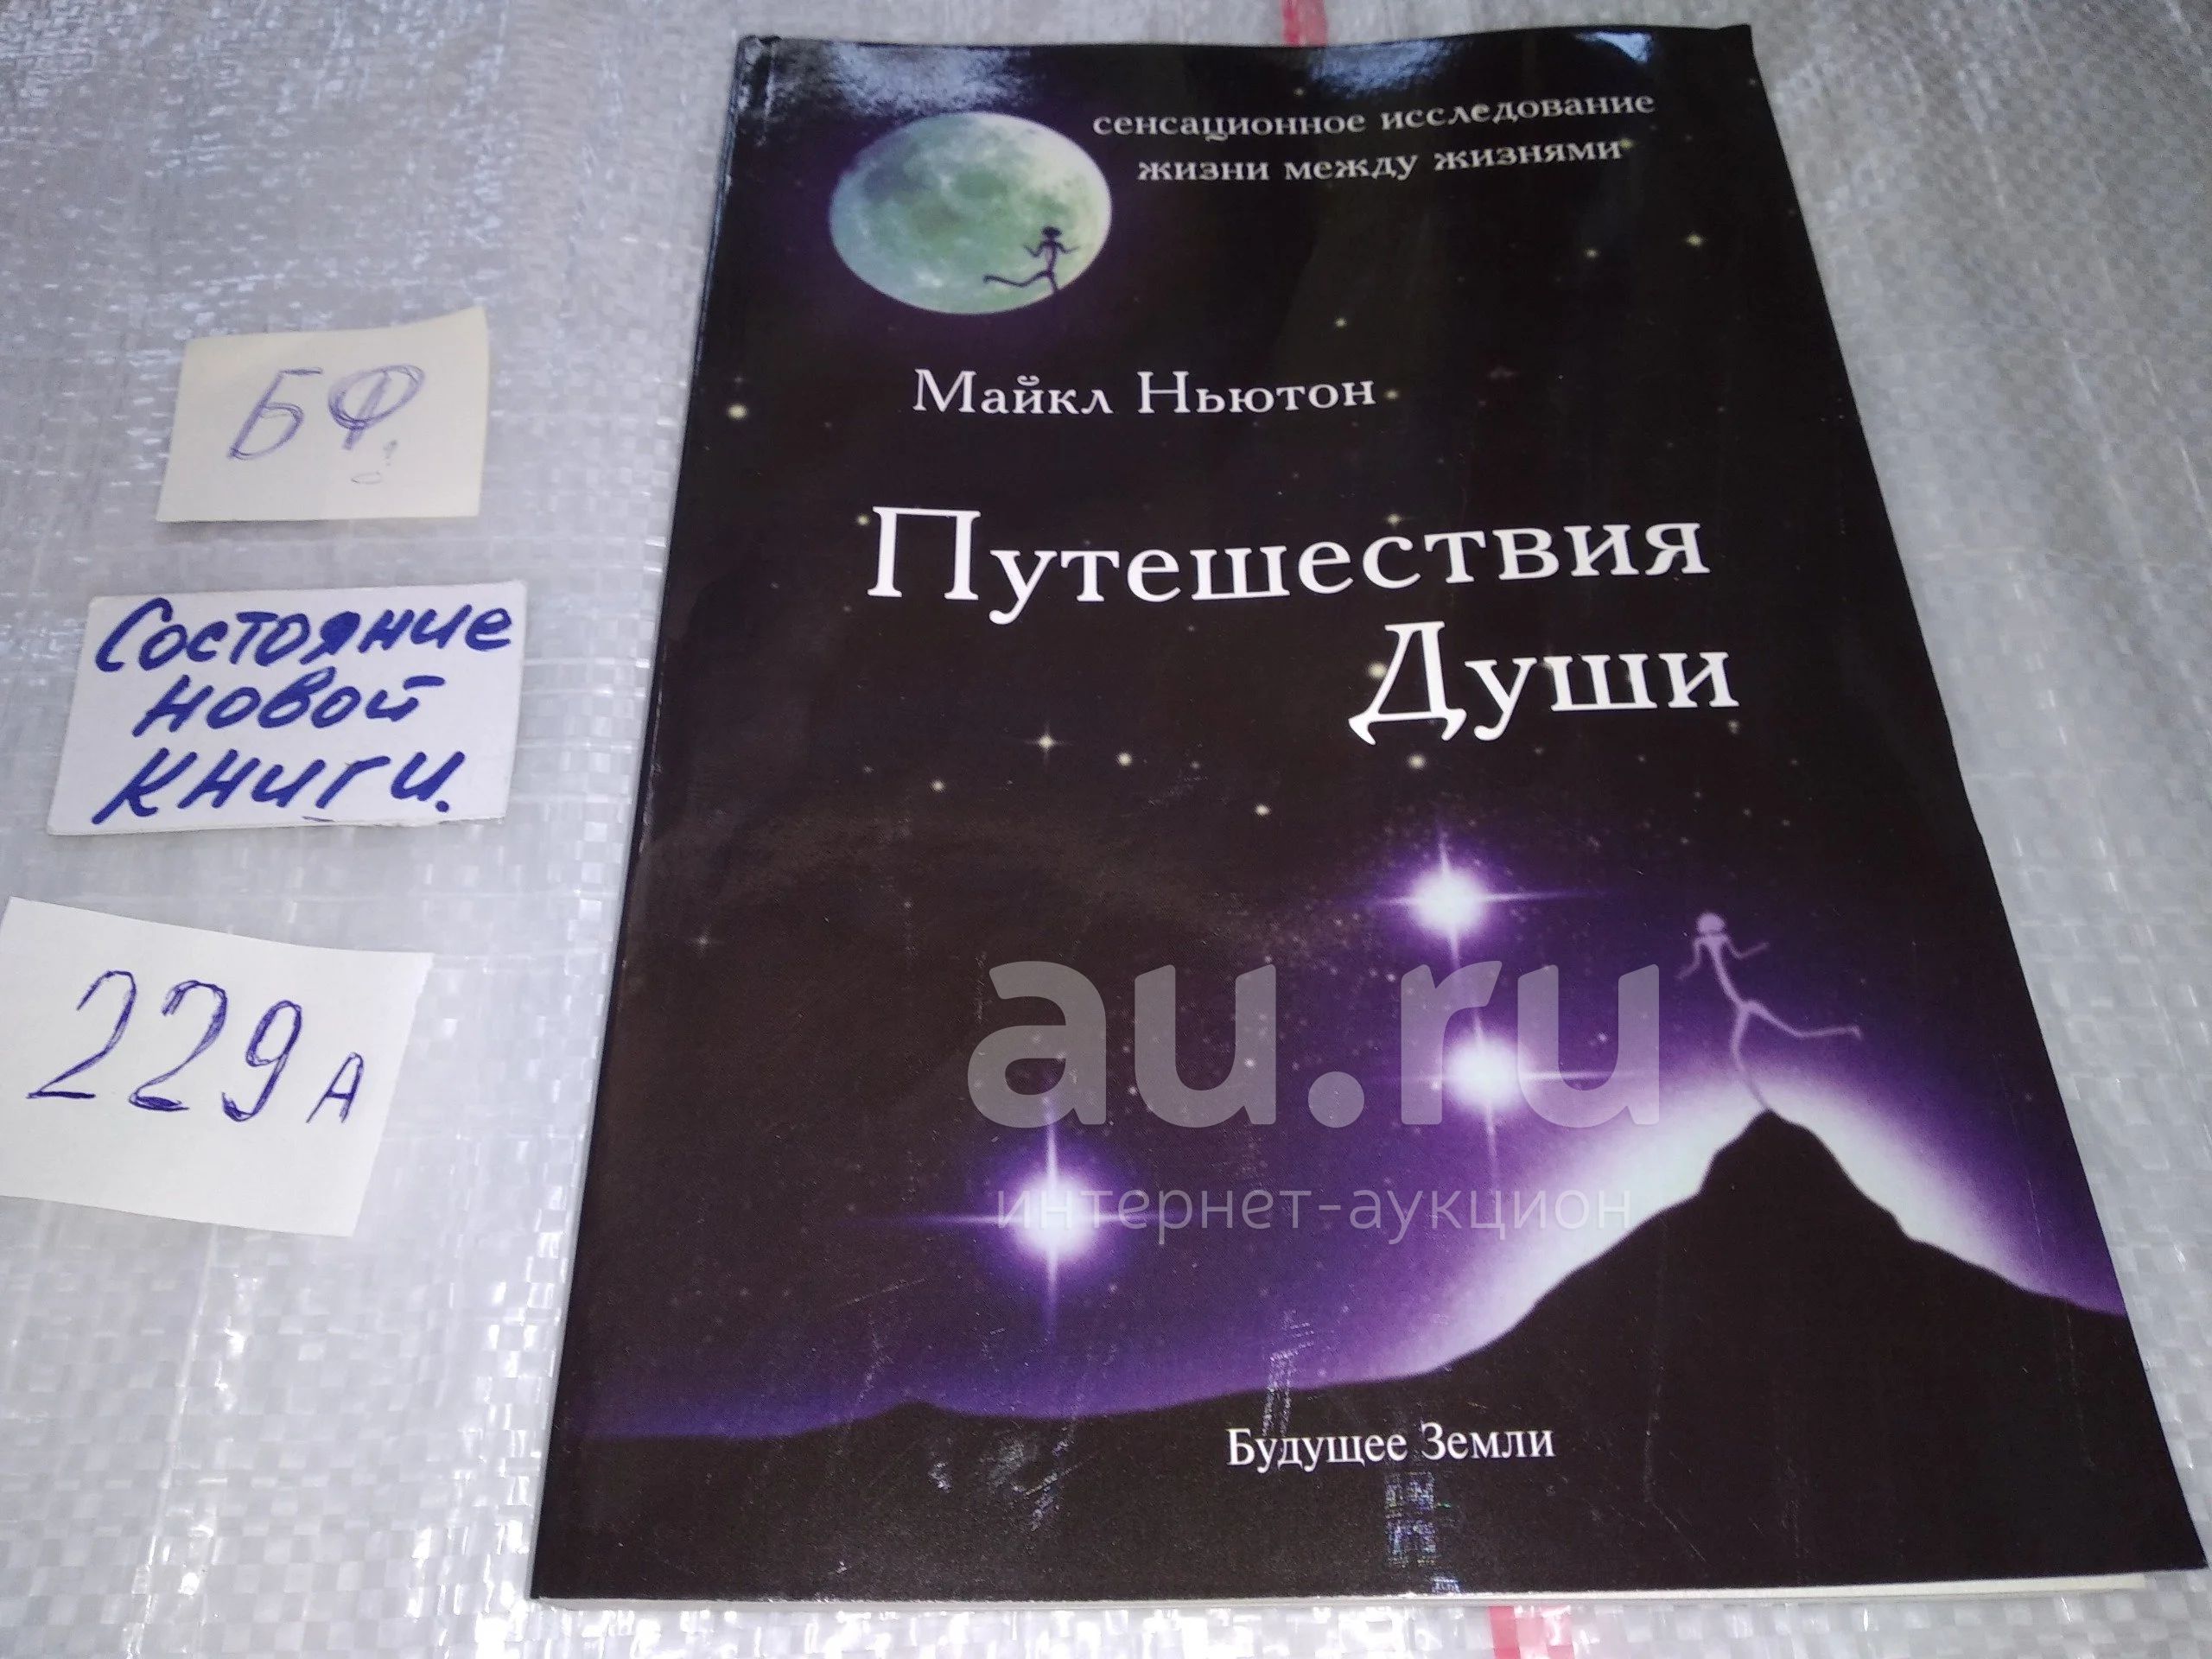 сенсационное исследование
жизни между жизнями
Майкл Ньютон
Путешествия
Души
Будущее Земли
БФ
Состояние
новой
книги.
229А
au.ru
интернет-аукцион